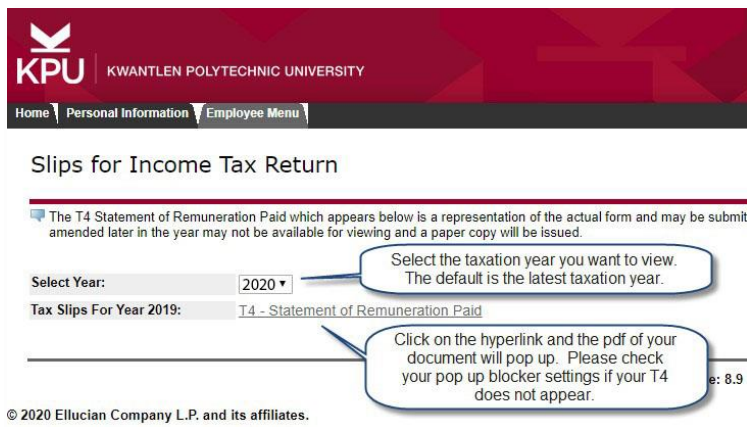 KPU KWANTLEN POLYTECHNIC UNIVERSITY
Home Personal Information Employee Menu
Slips for Income Tax Return
The T4 Statement of Remuneration Paid which appears below is a representation of the actual form and may be submit
amended later in the year may not be available for viewing and a paper copy will be issued.
Select the taxation year you want to view.
The default is the latest taxation year.
Select Year: 2020
Tax Slips For Year 2019: T4 - Statement of Remuneration Paid
Click on the hyperlink and the pdf of your
document will pop up. Please check
your pop up blocker settings if your T4
does not appear.
e: 8.9
© 2020 Ellucian Company L.P. and its affiliates.